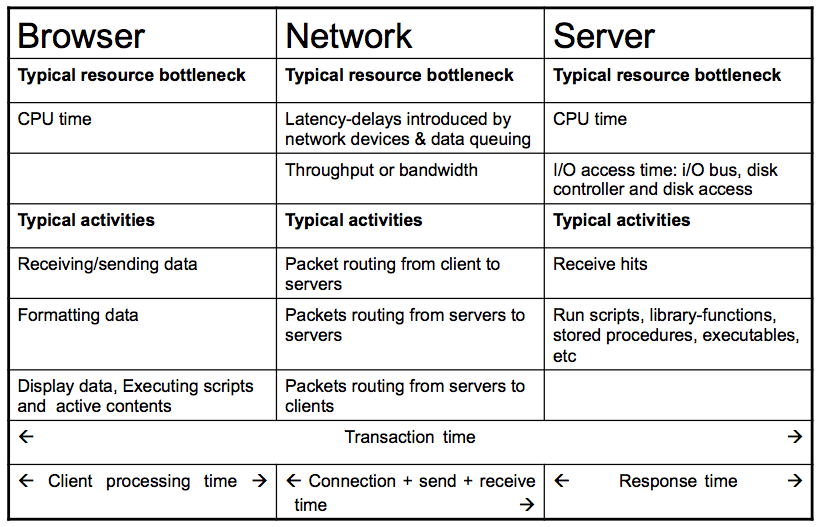 Browser Network Server
Typical resource bottleneck Typical resource bottleneck Typical resource bottleneck
CPU time Latency-delays introduced by network devices & data queuing CPU time
Throughput or bandwidth I/O access time: i/O bus, disk controller and disk access
Typical activities Typical activities Typical activities
Receiving/sending data Packet routing from client to servers Receive hits
Formatting data Packets routing from servers to servers Run scripts, library-functions, stored procedures, executables, etc
Display data, Executing scripts and active contents Packets routing from servers to clients
← Transaction time →
← Client processing time → ← Connection + send + receive time → ← Response time →